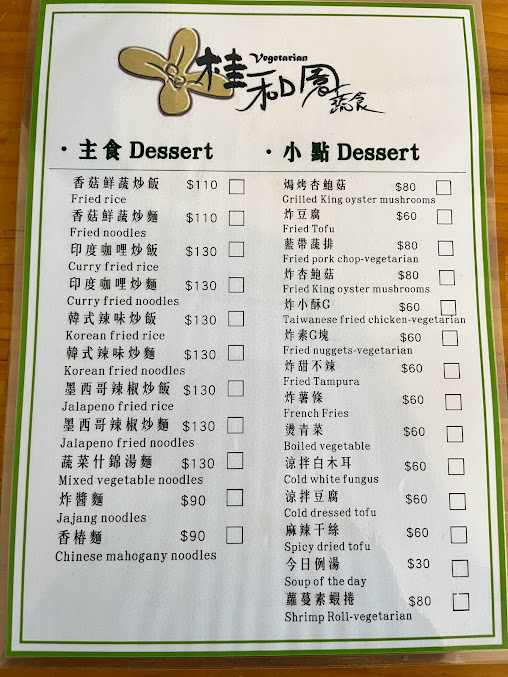 Vegetarian
桂和園
蔬食
·主食 Dessert
香菇鮮蔬炒飯 $110
Fried rice
香菇鮮蔬炒麵 $110
Fried noodles
印度咖哩炒飯 $130
Curry fried rice
印度咖哩炒麵 $130
Curry fried noodles
韓式辣味炒飯 $130
Korean fried rice
韓式辣味炒麵 $130
Korean fried noodles
墨西哥辣椒炒飯 $130
Jalapeno fried rice
墨西哥辣椒炒麵 $130
Jalapeno fried noodles
蔬菜什錦湯麵 $130
Mixed vegetable noodles
炸醬麵 $90
Jajang noodles
香椿麵 $90
Chinese mahogany noodles
·小點 Dessert
焗烤杏鮑菇 $80
Grilled King oyster mushrooms
炸豆腐 $60
Fried Tofu
藍帶蔬排 $80
Fried pork chop-vegetarian
炸杏鮑菇 $80
Fried King oyster mushrooms
炸小酥G $60
Taiwanese fried chicken-vegetarian
炸素G塊 $60
Fried nuggets-vegetarian
炸甜不辣 $60
Fried Tampura
炸薯條 $60
French Fries
燙青菜 $60
Boiled vegetable
涼拌白木耳 $60
Cold white fungus
涼拌豆腐 $60
Cold dressed tofu
麻辣干絲 $60
Spicy dried tofu
今日例湯 $30
Soup of the day
蘿蔓素蝦捲 $80
Shrimp Roll-vegetarian